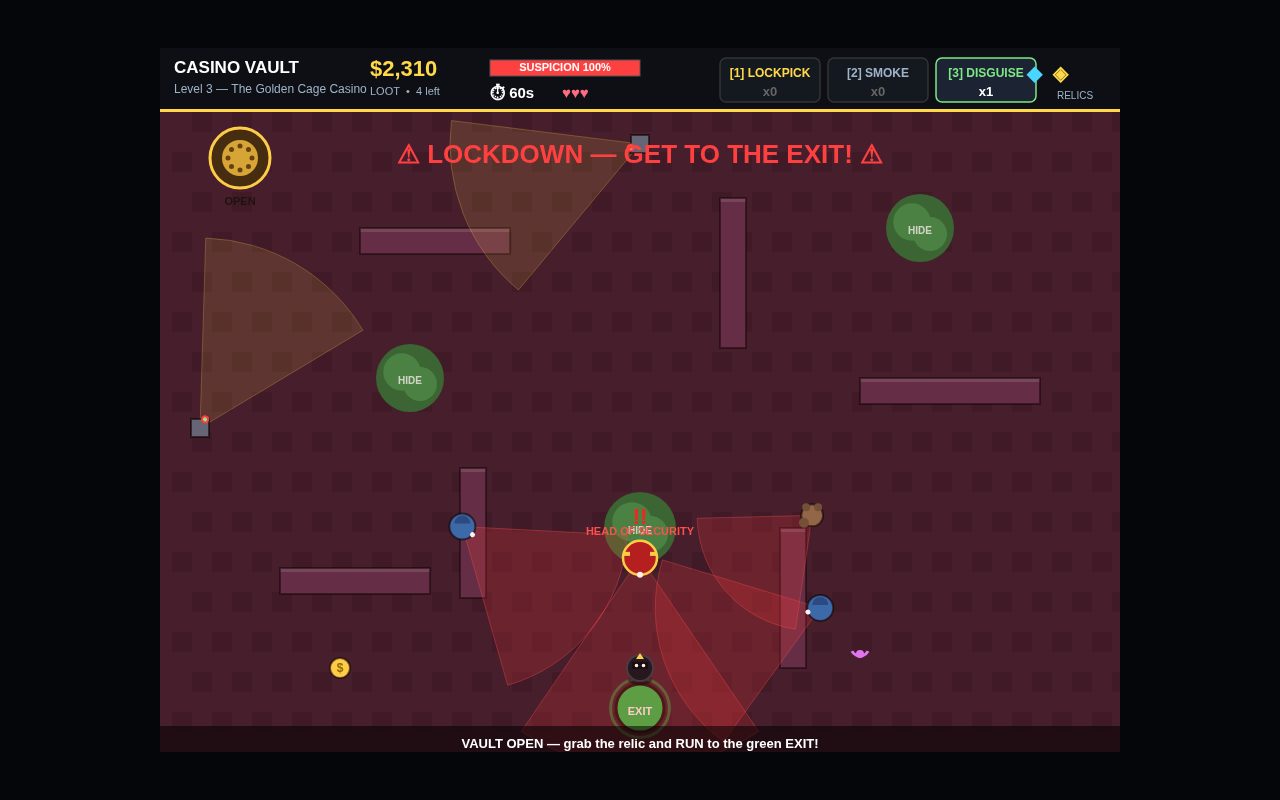 CASINO VAULT
Level 3 — The Golden Cage Casino
$2,310
LOOT • 4 left
SUSPICION 100%
⏱ 60s ♥♥♥
[1] LOCKPICK
x0
[2] SMOKE
x0
[3] DISGUISE
x1
RELICS
⚠ LOCKDOWN — GET TO THE EXIT! ⚠
OPEN
HIDE
HIDE
!!
HIDE
HEAD OF SECURITY
$
EXIT
VAULT OPEN — grab the relic and RUN to the green EXIT!